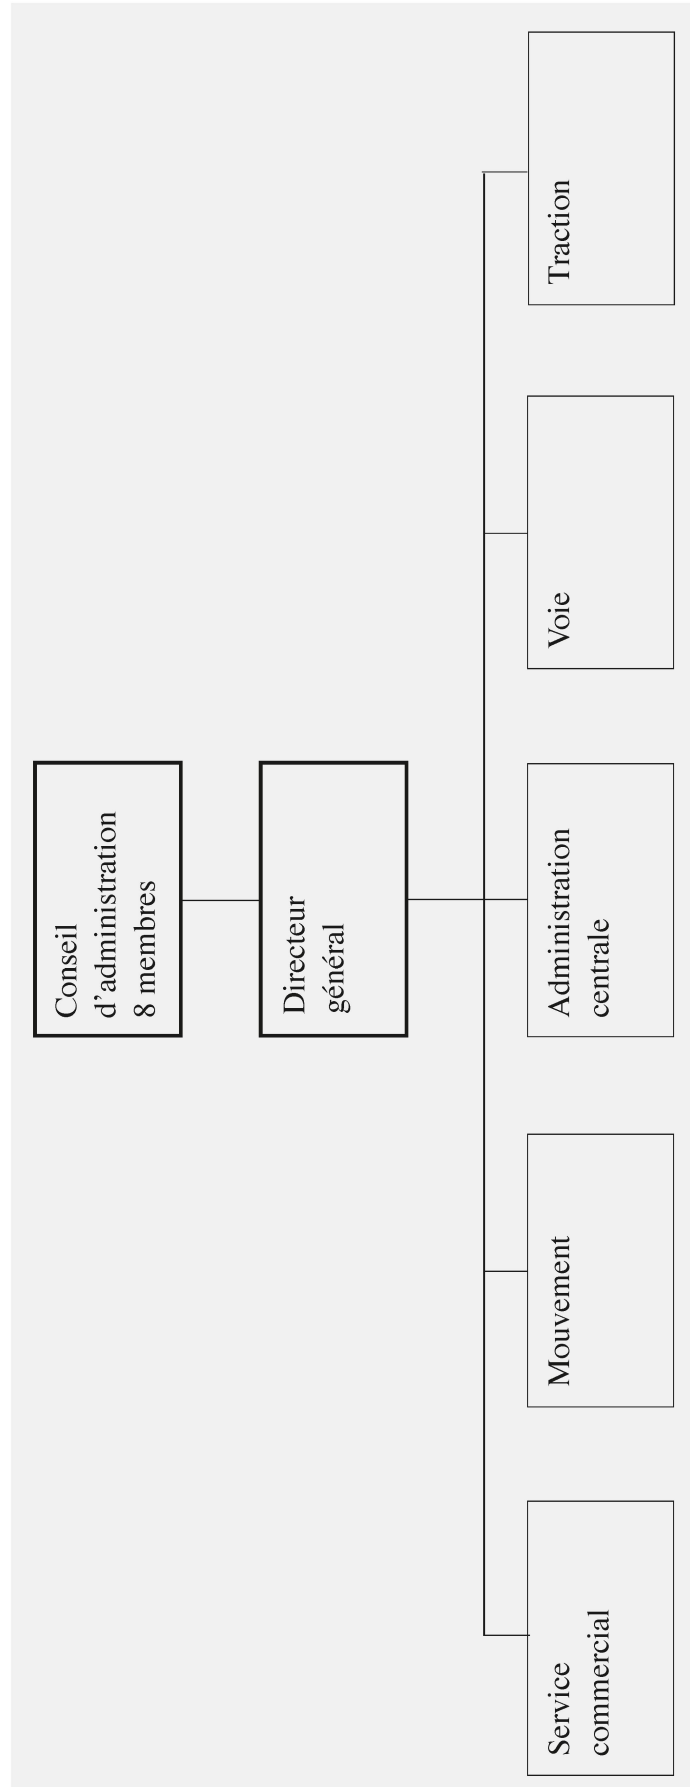 Conseil
d'administration
8 membres
Directeur
général
Service
commercial
Mouvement
Administration
centrale
Voie
Traction